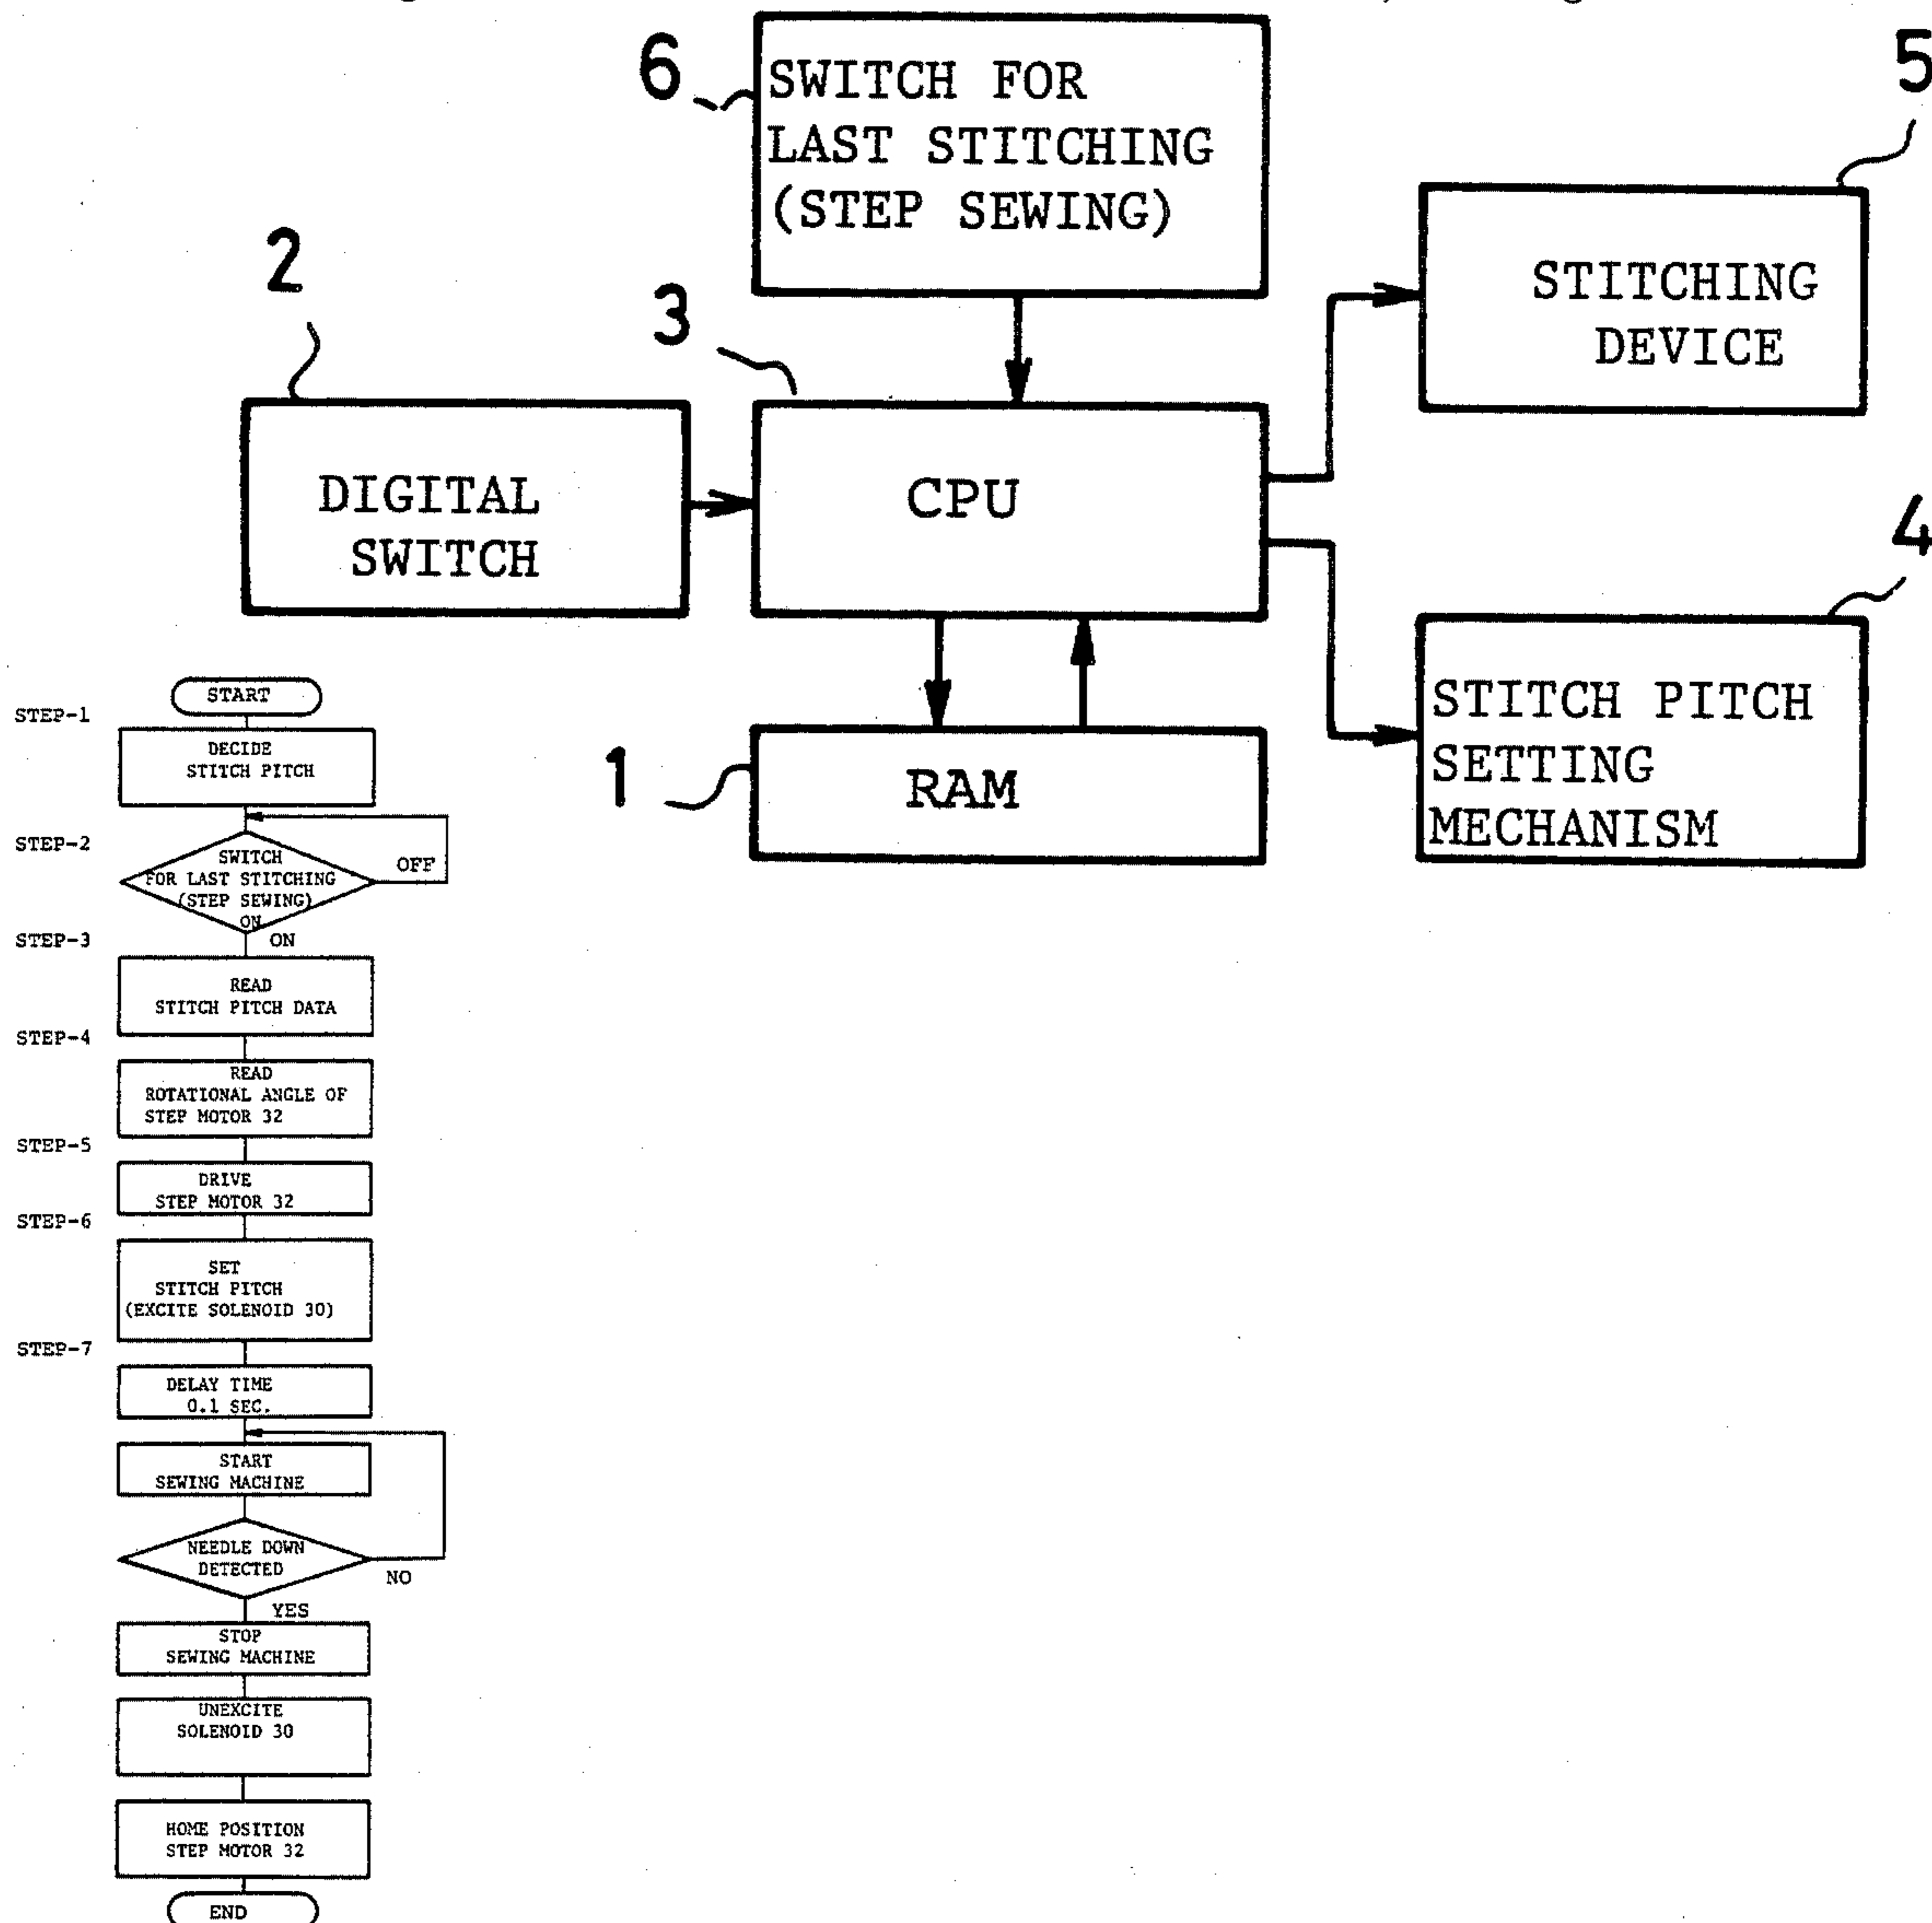 6
SWITCH FOR
LAST STITCHING
(STEP SEWING)
5
STITCHING
DEVICE
2
DIGITAL
SWITCH
3
CPU
4
STITCH PITCH
SETTING
MECHANISM
1
RAM
START
STEP-1
DECIDE
STITCH PITCH
STEP-2
SWITCH
FOR LAST STITCHING
(STEP SEWING)
ON
OFF
ON
STEP-3
READ
STITCH PITCH DATA
STEP-4
READ
ROTATIONAL ANGLE OF
STEP MOTOR 32
STEP-5
DRIVE
STEP MOTOR 32
STEP-6
SET
STITCH PITCH
(EXCITE SOLENOID 30)
STEP-7
DELAY TIME
0.1 SEC.
START
SEWING MACHINE
NEEDLE DOWN
DETECTED
NO
YES
STOP
SEWING MACHINE
UNEXCITE
SOLENOID 30
HOME POSITION
STEP MOTOR 32
END